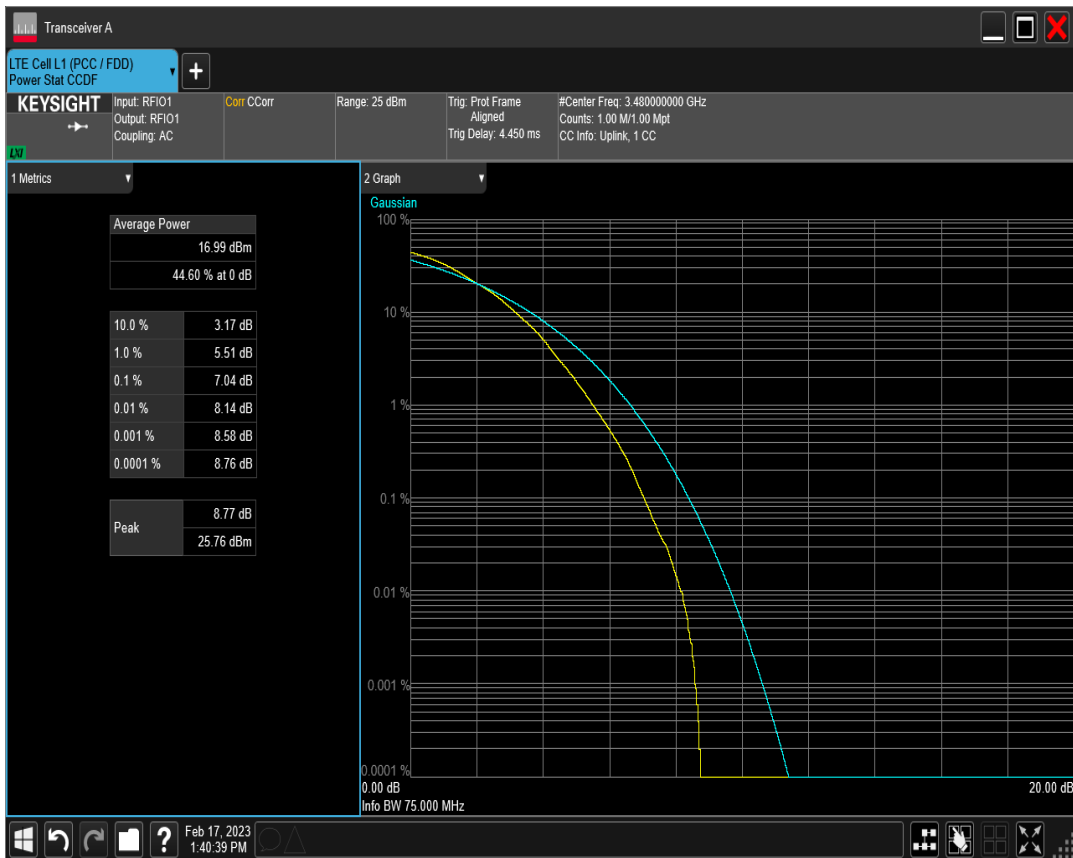 Transceiver A
LTE Cell L1 (PCC / FDD)
Power Stat CCDF
KEYSIGHT
LXI
Input: RFIO1
Output: RFIO1
Coupling: AC
Corr CCorr
Range: 25 dBm
Trig: Prot Frame
Aligned
Trig Delay: 4.450 ms
#Center Freq: 3.480000000 GHz
Counts: 1.00 M/1.00 Mpt
CC Info: Uplink, 1 CC
1 Metrics
Average Power
16.99 dBm
44.60 % at 0 dB
10.0 % 3.17 dB
1.0 % 5.51 dB
0.1 % 7.04 dB
0.01 % 8.14 dB
0.001 % 8.58 dB
0.0001 % 8.76 dB
Peak
8.77 dB
25.76 dBm
2 Graph
Gaussian
100 %
10 %
1 %
0.1 %
0.01 %
0.001 %
0.0001 %
0.00 dB 20.00 dB
Info BW 75.000 MHz
Feb 17, 2023
1:40:39 PM